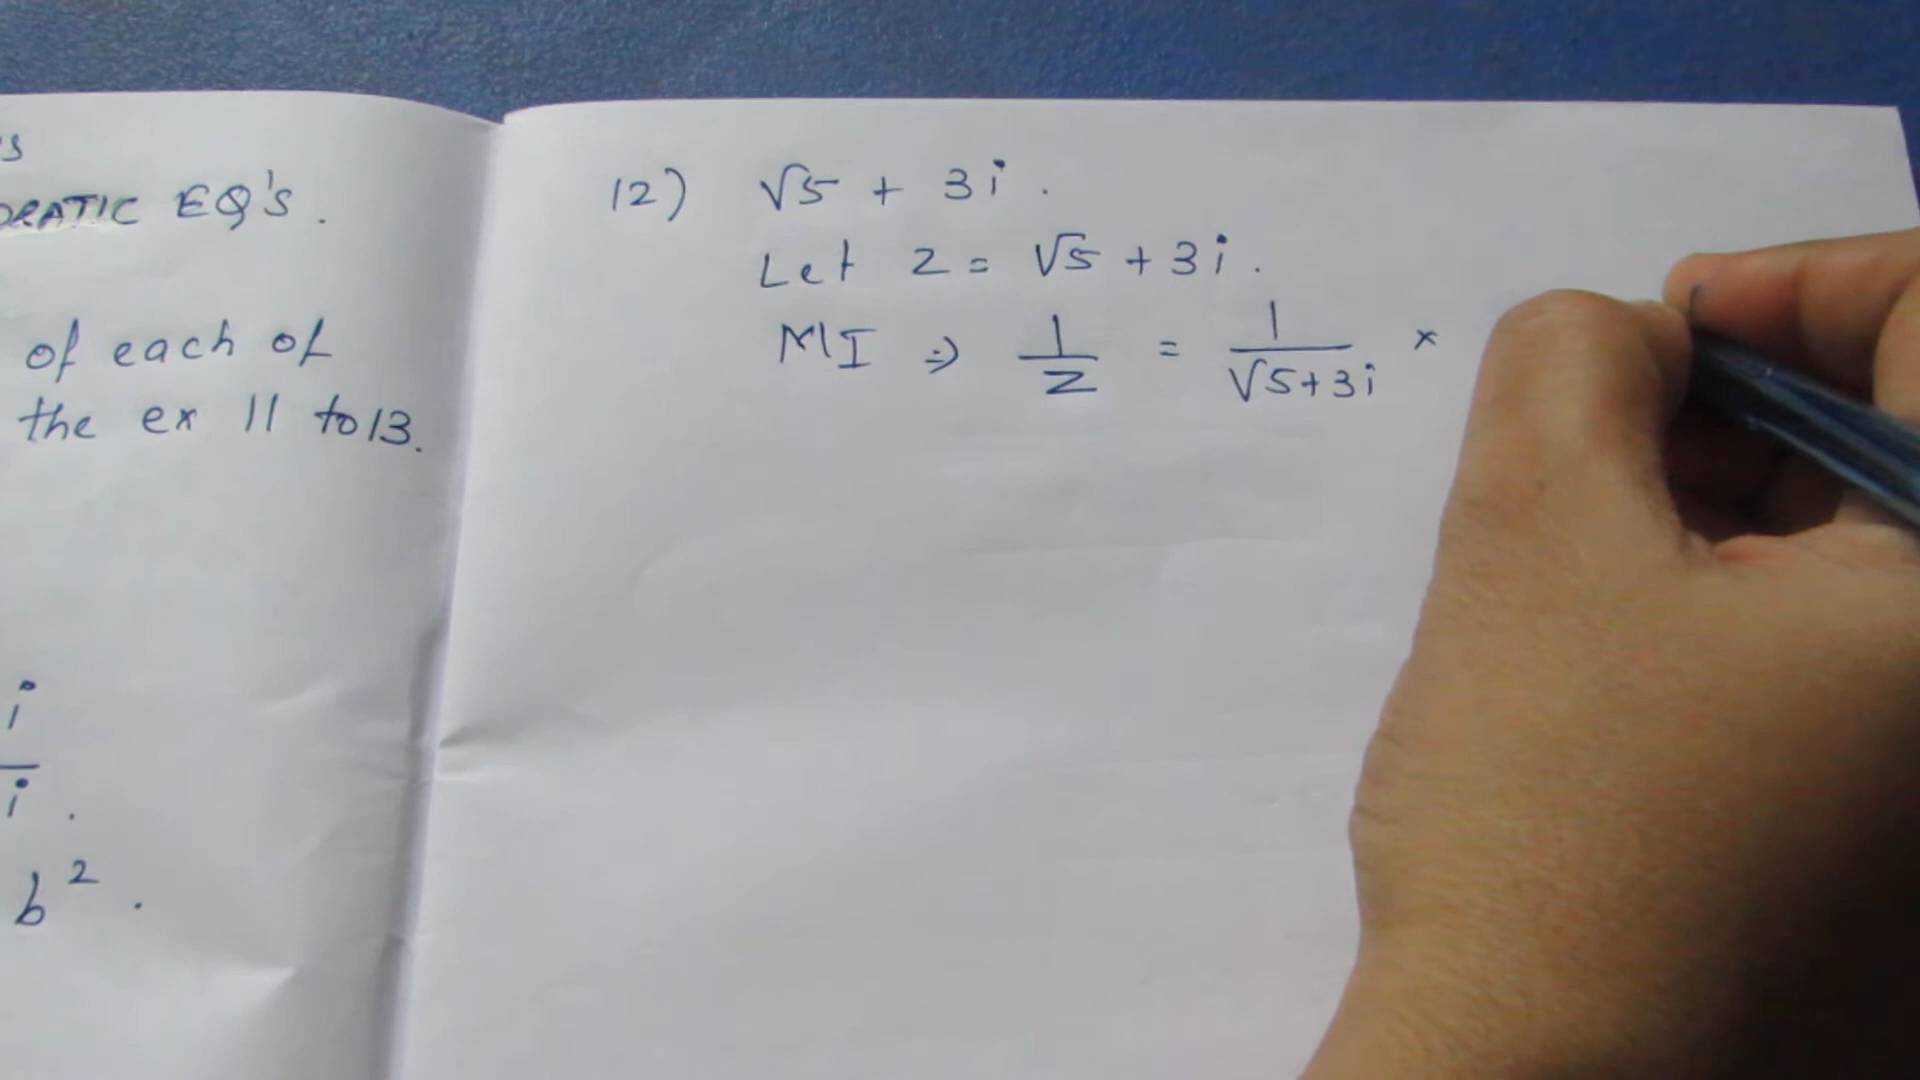 EQ'S.
of each of
the ex 11 to 13.
i
i.
b².
12) √5 + 3i.
Let z = √5 + 3i.
MI ⇒ 1/z = 1/√5+3i ×